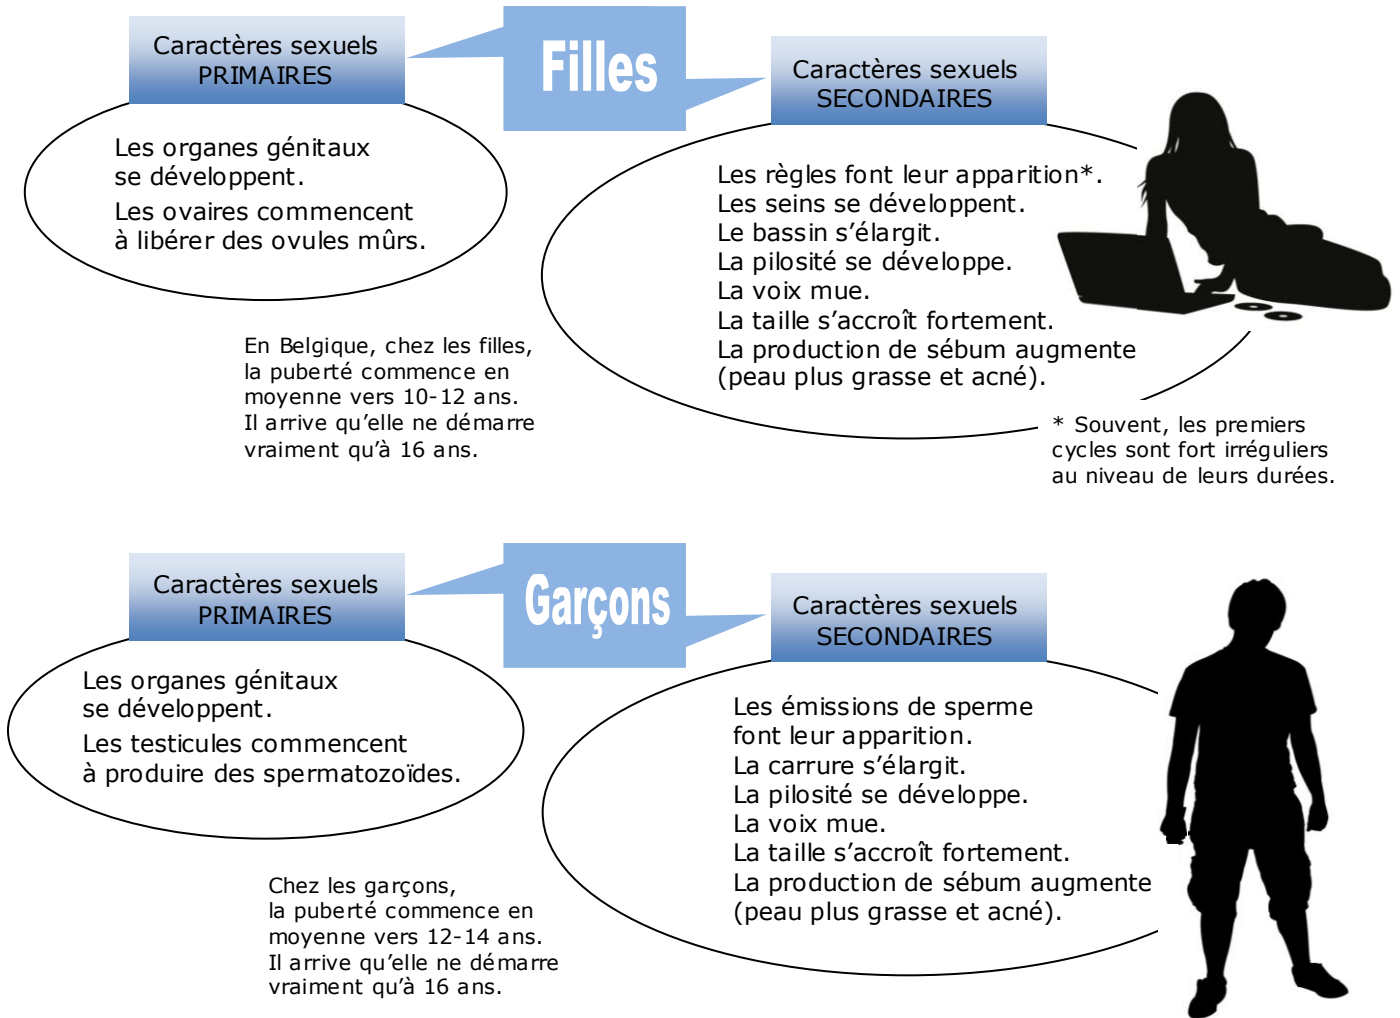 Filles
Caractères sexuels
PRIMAIRES
Les organes génitaux
se développent.
Les ovaires commencent
à libérer des ovules mûrs.
Caractères sexuels
SECONDAIRES
Les règles font leur apparition*.
Les seins se développent.
Le bassin s’élargit.
La pilosité se développe.
La voix mue.
La taille s’accroît fortement.
La production de sébum augmente
(peau plus grasse et acné).
En Belgique, chez les filles,
la puberté commence en
moyenne vers 10-12 ans.
Il arrive qu’elle ne démarre
vraiment qu’à 16 ans.
* Souvent, les premiers
cycles sont fort irréguliers
au niveau de leurs durées.
Garçons
Caractères sexuels
PRIMAIRES
Les organes génitaux
se développent.
Les testicules commencent
à produire des spermatozoïdes.
Caractères sexuels
SECONDAIRES
Les émissions de sperme
font leur apparition.
La carrure s’élargit.
La pilosité se développe.
La voix mue.
La taille s’accroît fortement.
La production de sébum augmente
(peau plus grasse et acné).
Chez les garçons,
la puberté commence en
moyenne vers 12-14 ans.
Il arrive qu’elle ne démarre
vraiment qu’à 16 ans.